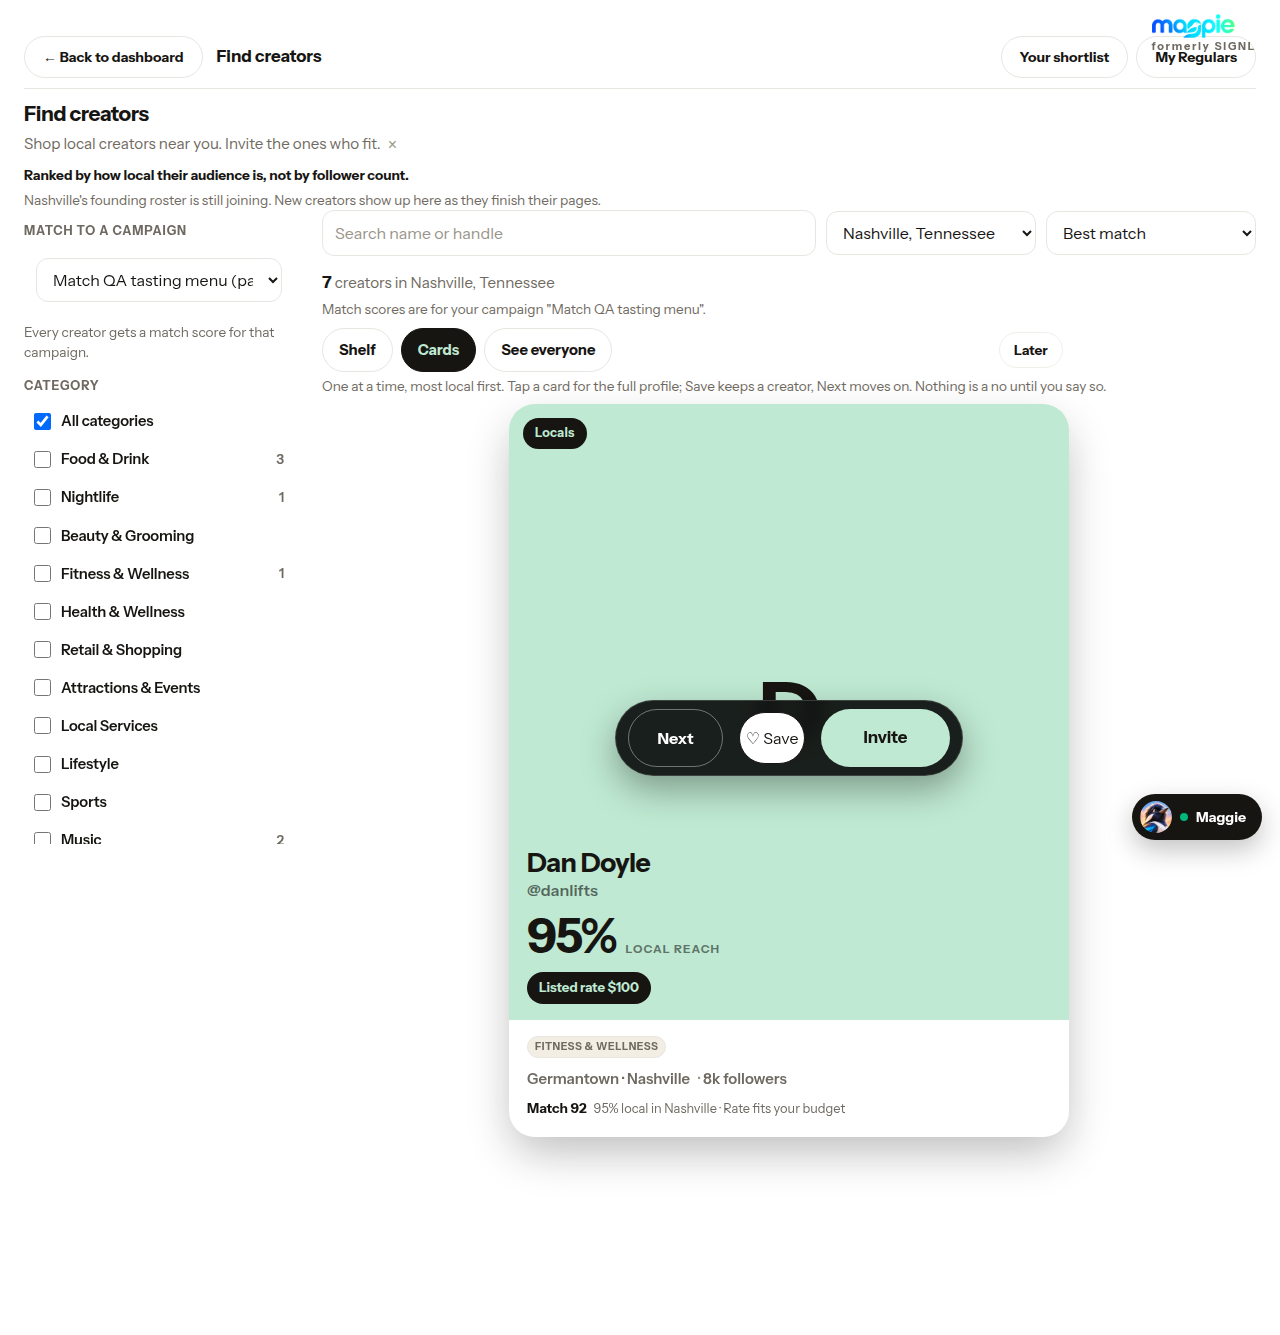 magpie
formerly SIGNL
← Back to dashboard
Find creators
Your shortlist
My Regulars
Find creators
Shop local creators near you. Invite the ones who fit. ×
Ranked by how local their audience is, not by follower count.
Nashville's founding roster is still joining. New creators show up here as they finish their pages.
MATCH TO A CAMPAIGN
Match QA tasting menu (pa
Every creator gets a match score for that
campaign.
CATEGORY
All categories
Food & Drink 3
Nightlife 1
Beauty & Grooming
Fitness & Wellness 1
Health & Wellness
Retail & Shopping
Attractions & Events
Local Services
Lifestyle
Sports
Music 2
Search name or handle
Nashville, Tennessee
Best match
7 creators in Nashville, Tennessee
Match scores are for your campaign "Match QA tasting menu".
Shelf
Cards
See everyone
Later
One at a time, most local first. Tap a card for the full profile; Save keeps a creator, Next moves on. Nothing is a no until you say so.
Locals
D
Next
♡ Save
Invite
Dan Doyle
@danlifts
95% LOCAL REACH
Listed rate $100
FITNESS & WELLNESS
Germantown · Nashville · 8k followers
Match 92 95% local in Nashville · Rate fits your budget
Maggie